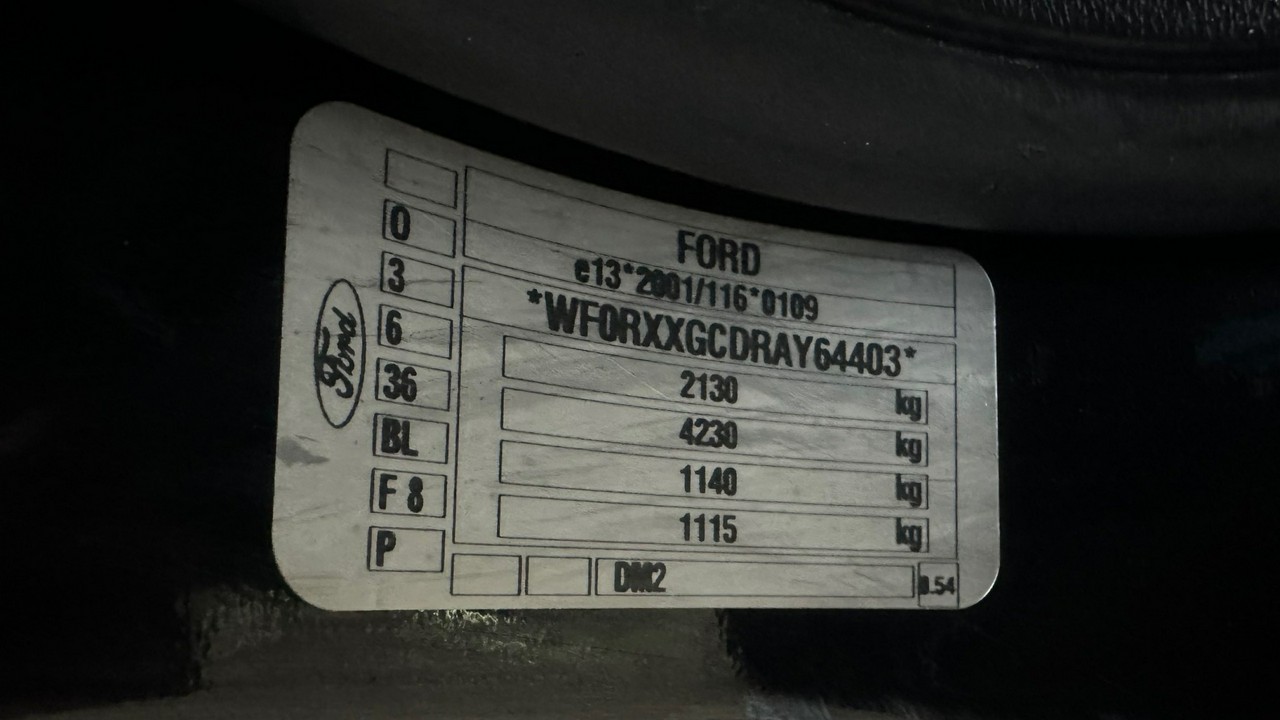 Ford
0
3
6
36
BL
F 8
P
FORD
e13*2001/116*0109
*WF0RXXGCDRAY64403*
2130 kg
4230 kg
1140 kg
1115 kg
DM2